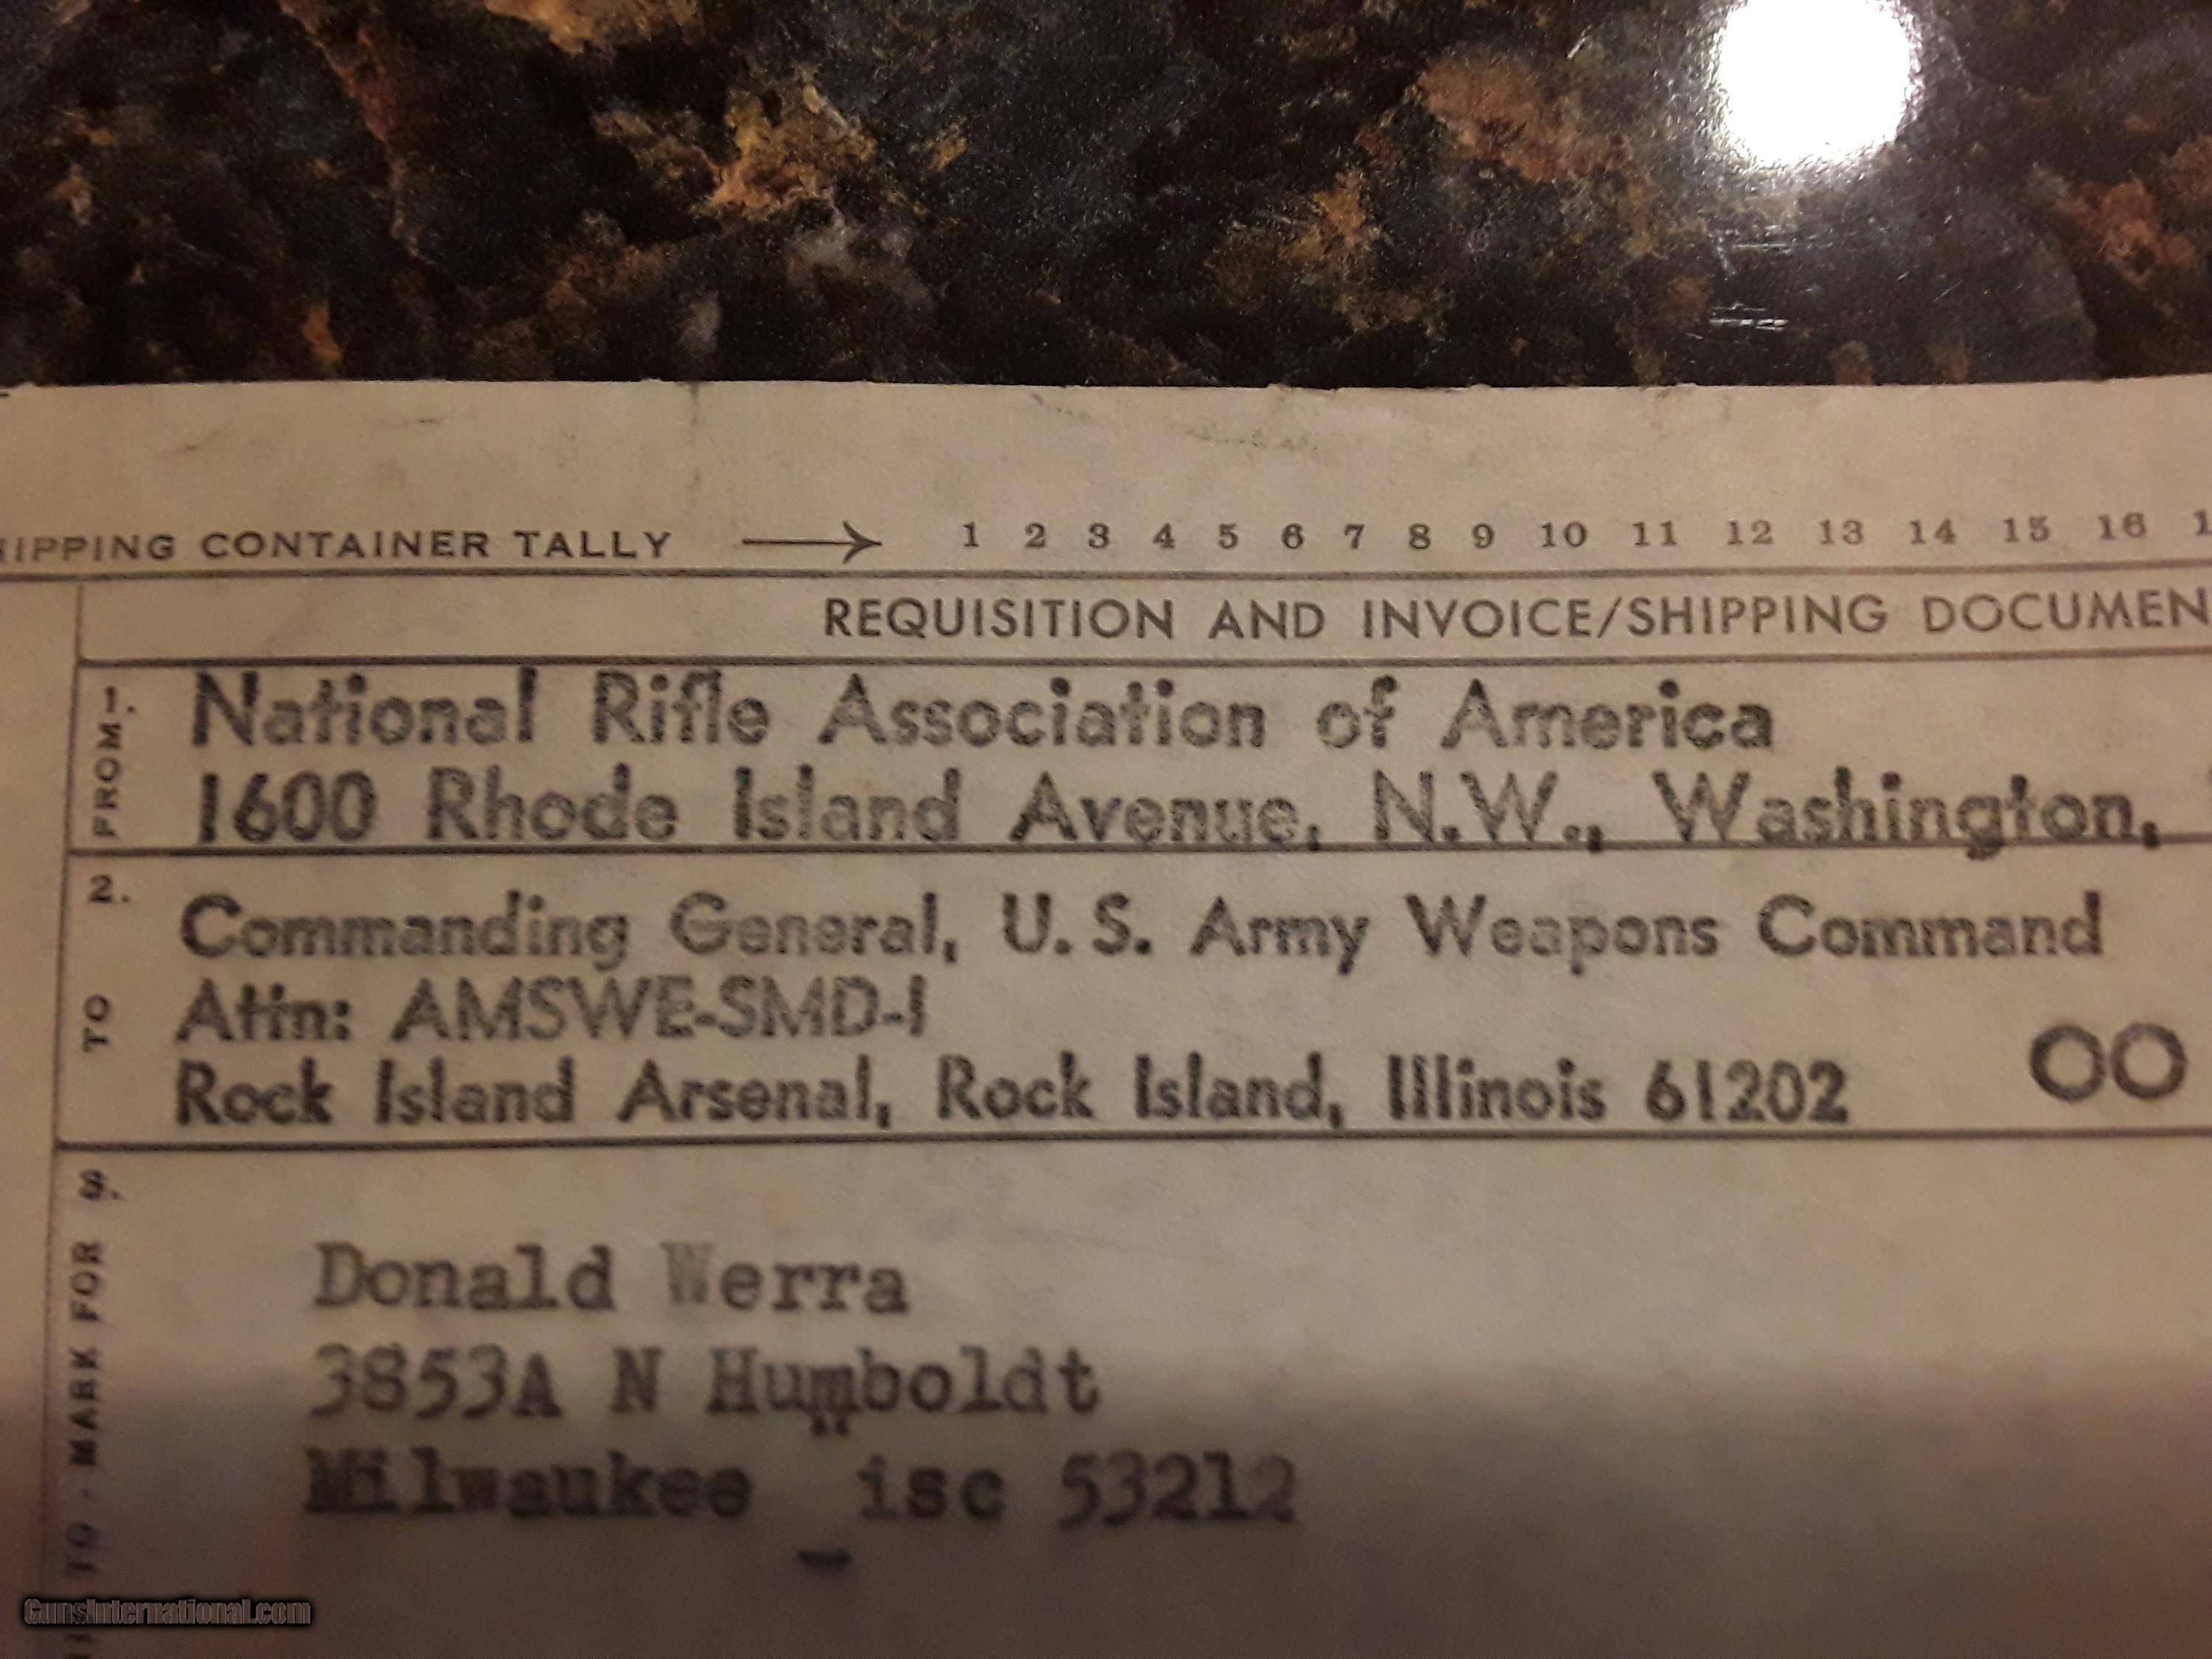 HIPPING CONTAINER TALLY → 1 2 3 4 5 6 7 8 9 10 11 12 13 14 15 16 1
REQUISITION AND INVOICE/SHIPPING DOCUMEN
1. FROM:
National Rifle Association of America
1600 Rhode Island Avenue, N.W., Washington,
2. TO
Commanding General, U. S. Army Weapons Command
Attn: AMSWE-SMD-I
Rock Island Arsenal, Rock Island, Illinois 61202 OO
3. TO - MARK FOR
Donald Werra
3853A N Humboldt
Milwaukee isc 53212
GunsInternational.com